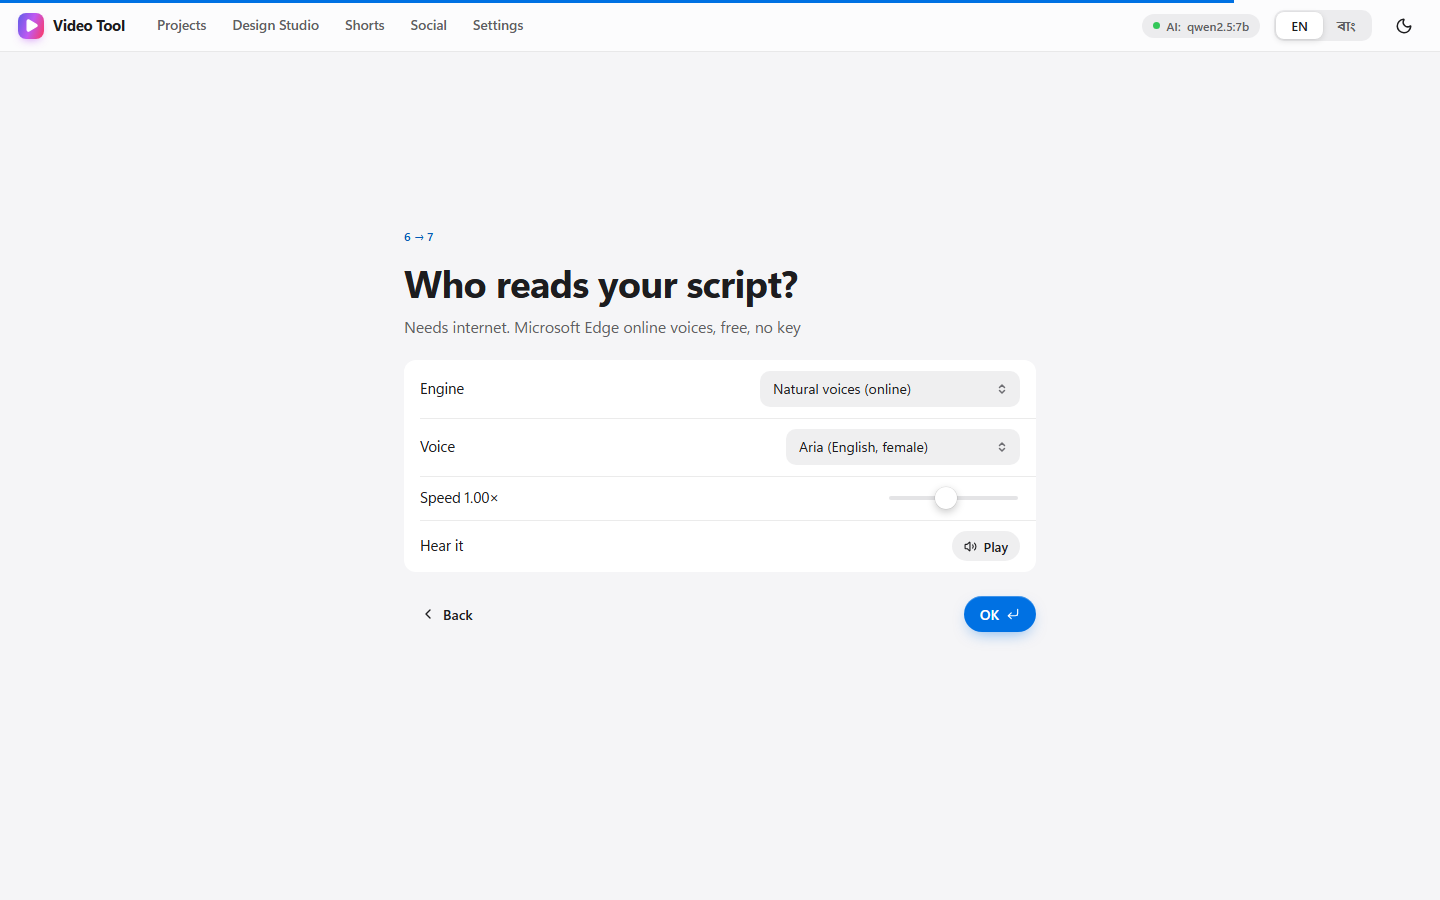 Video Tool
Projects
Design Studio
Shorts
Social
Settings
AI: qwen2.5:7b
EN
বাং
6 → 7
Who reads your script?
Needs internet. Microsoft Edge online voices, free, no key
Engine
Natural voices (online)
Voice
Aria (English, female)
Speed 1.00×
Hear it
Play
Back
OK